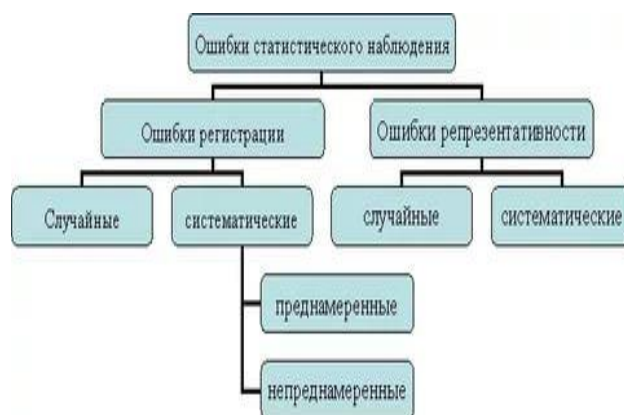 Ошибки статистического наблюдения
Ошибки регистрации
Ошибки репрезентативности
Случайные
систематические
случайные
систематические
преднамеренные
непреднамеренные